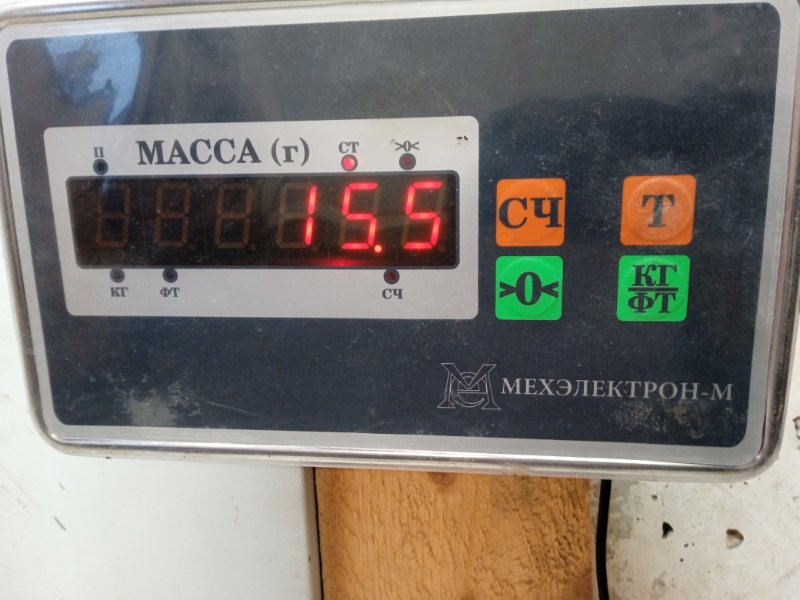 П МАССА (г) СТ >0<
15.5
КГ ФТ СЧ
СЧ Т
>0< КГ
ФТ
МЕХЭЛЕКТРОН-М